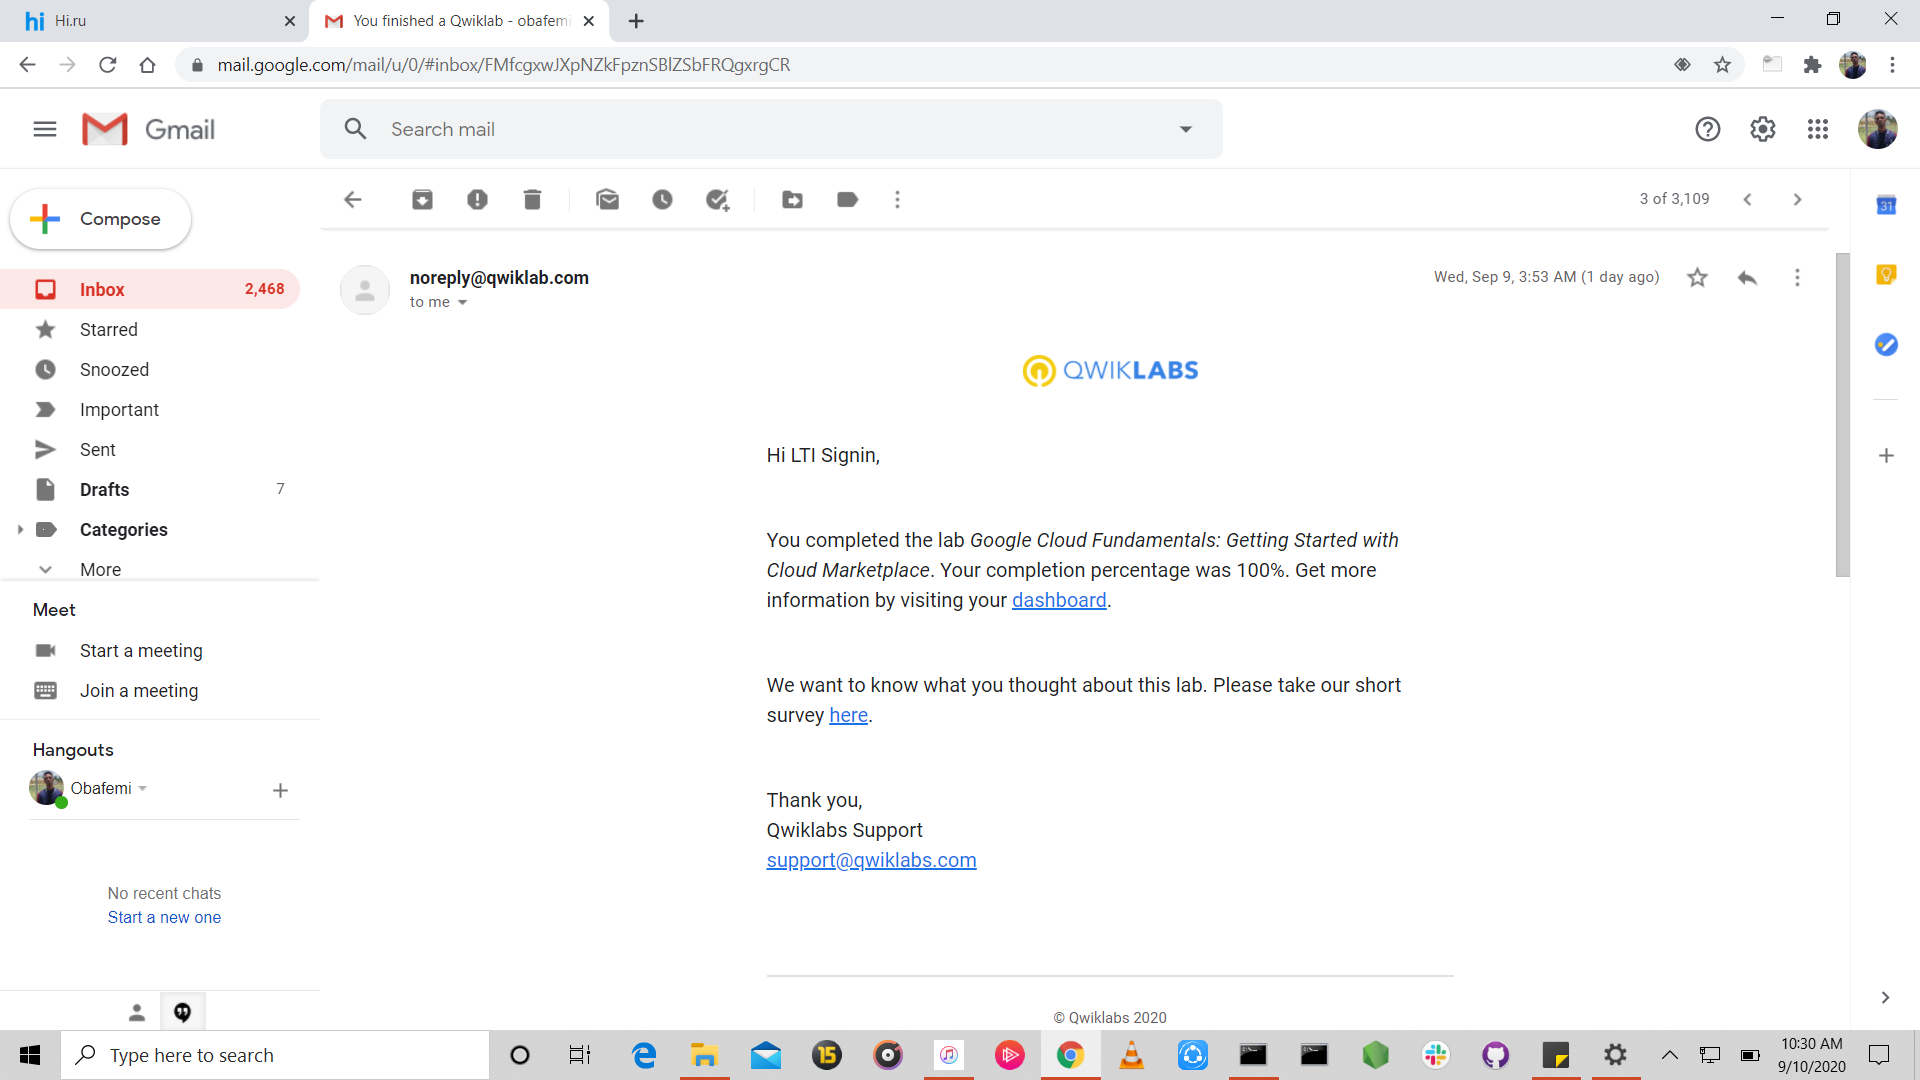 Hi.ru
You finished a Qwiklab - obafemi
mail.google.com/mail/u/0/#inbox/FMfcgxwJXpNZkFpznSBlZSbFRQgxrgCR
Gmail
Search mail
Compose
3 of 3,109
31
Inbox 2,468
Starred
Snoozed
Important
Sent
Drafts 7
Categories
More
Meet
Start a meeting
Join a meeting
Hangouts
Obafemi
No recent chats
Start a new one
noreply@qwiklab.com
to me
Wed, Sep 9, 3:53 AM (1 day ago)
QWIKLABS
Hi LTI Signin,
You completed the lab Google Cloud Fundamentals: Getting Started with
Cloud Marketplace. Your completion percentage was 100%. Get more
information by visiting your dashboard.
We want to know what you thought about this lab. Please take our short
survey here.
Thank you,
Qwiklabs Support
support@qwiklabs.com
© Qwiklabs 2020
Type here to search
15
10:30 AM
9/10/2020